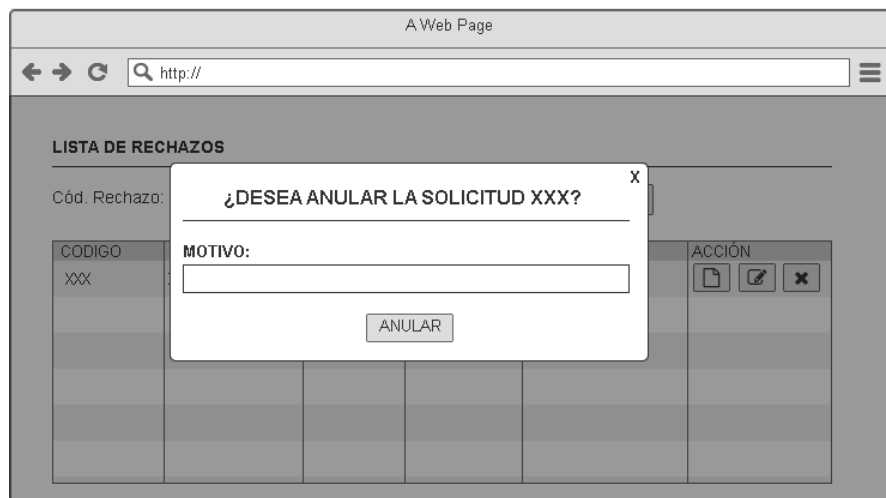 A Web Page
http://
LISTA DE RECHAZOS
Cód. Rechazo:
X
¿DESEA ANULAR LA SOLICITUD XXX?
CODIGO
MOTIVO:
ACCIÓN
XXX
ANULAR